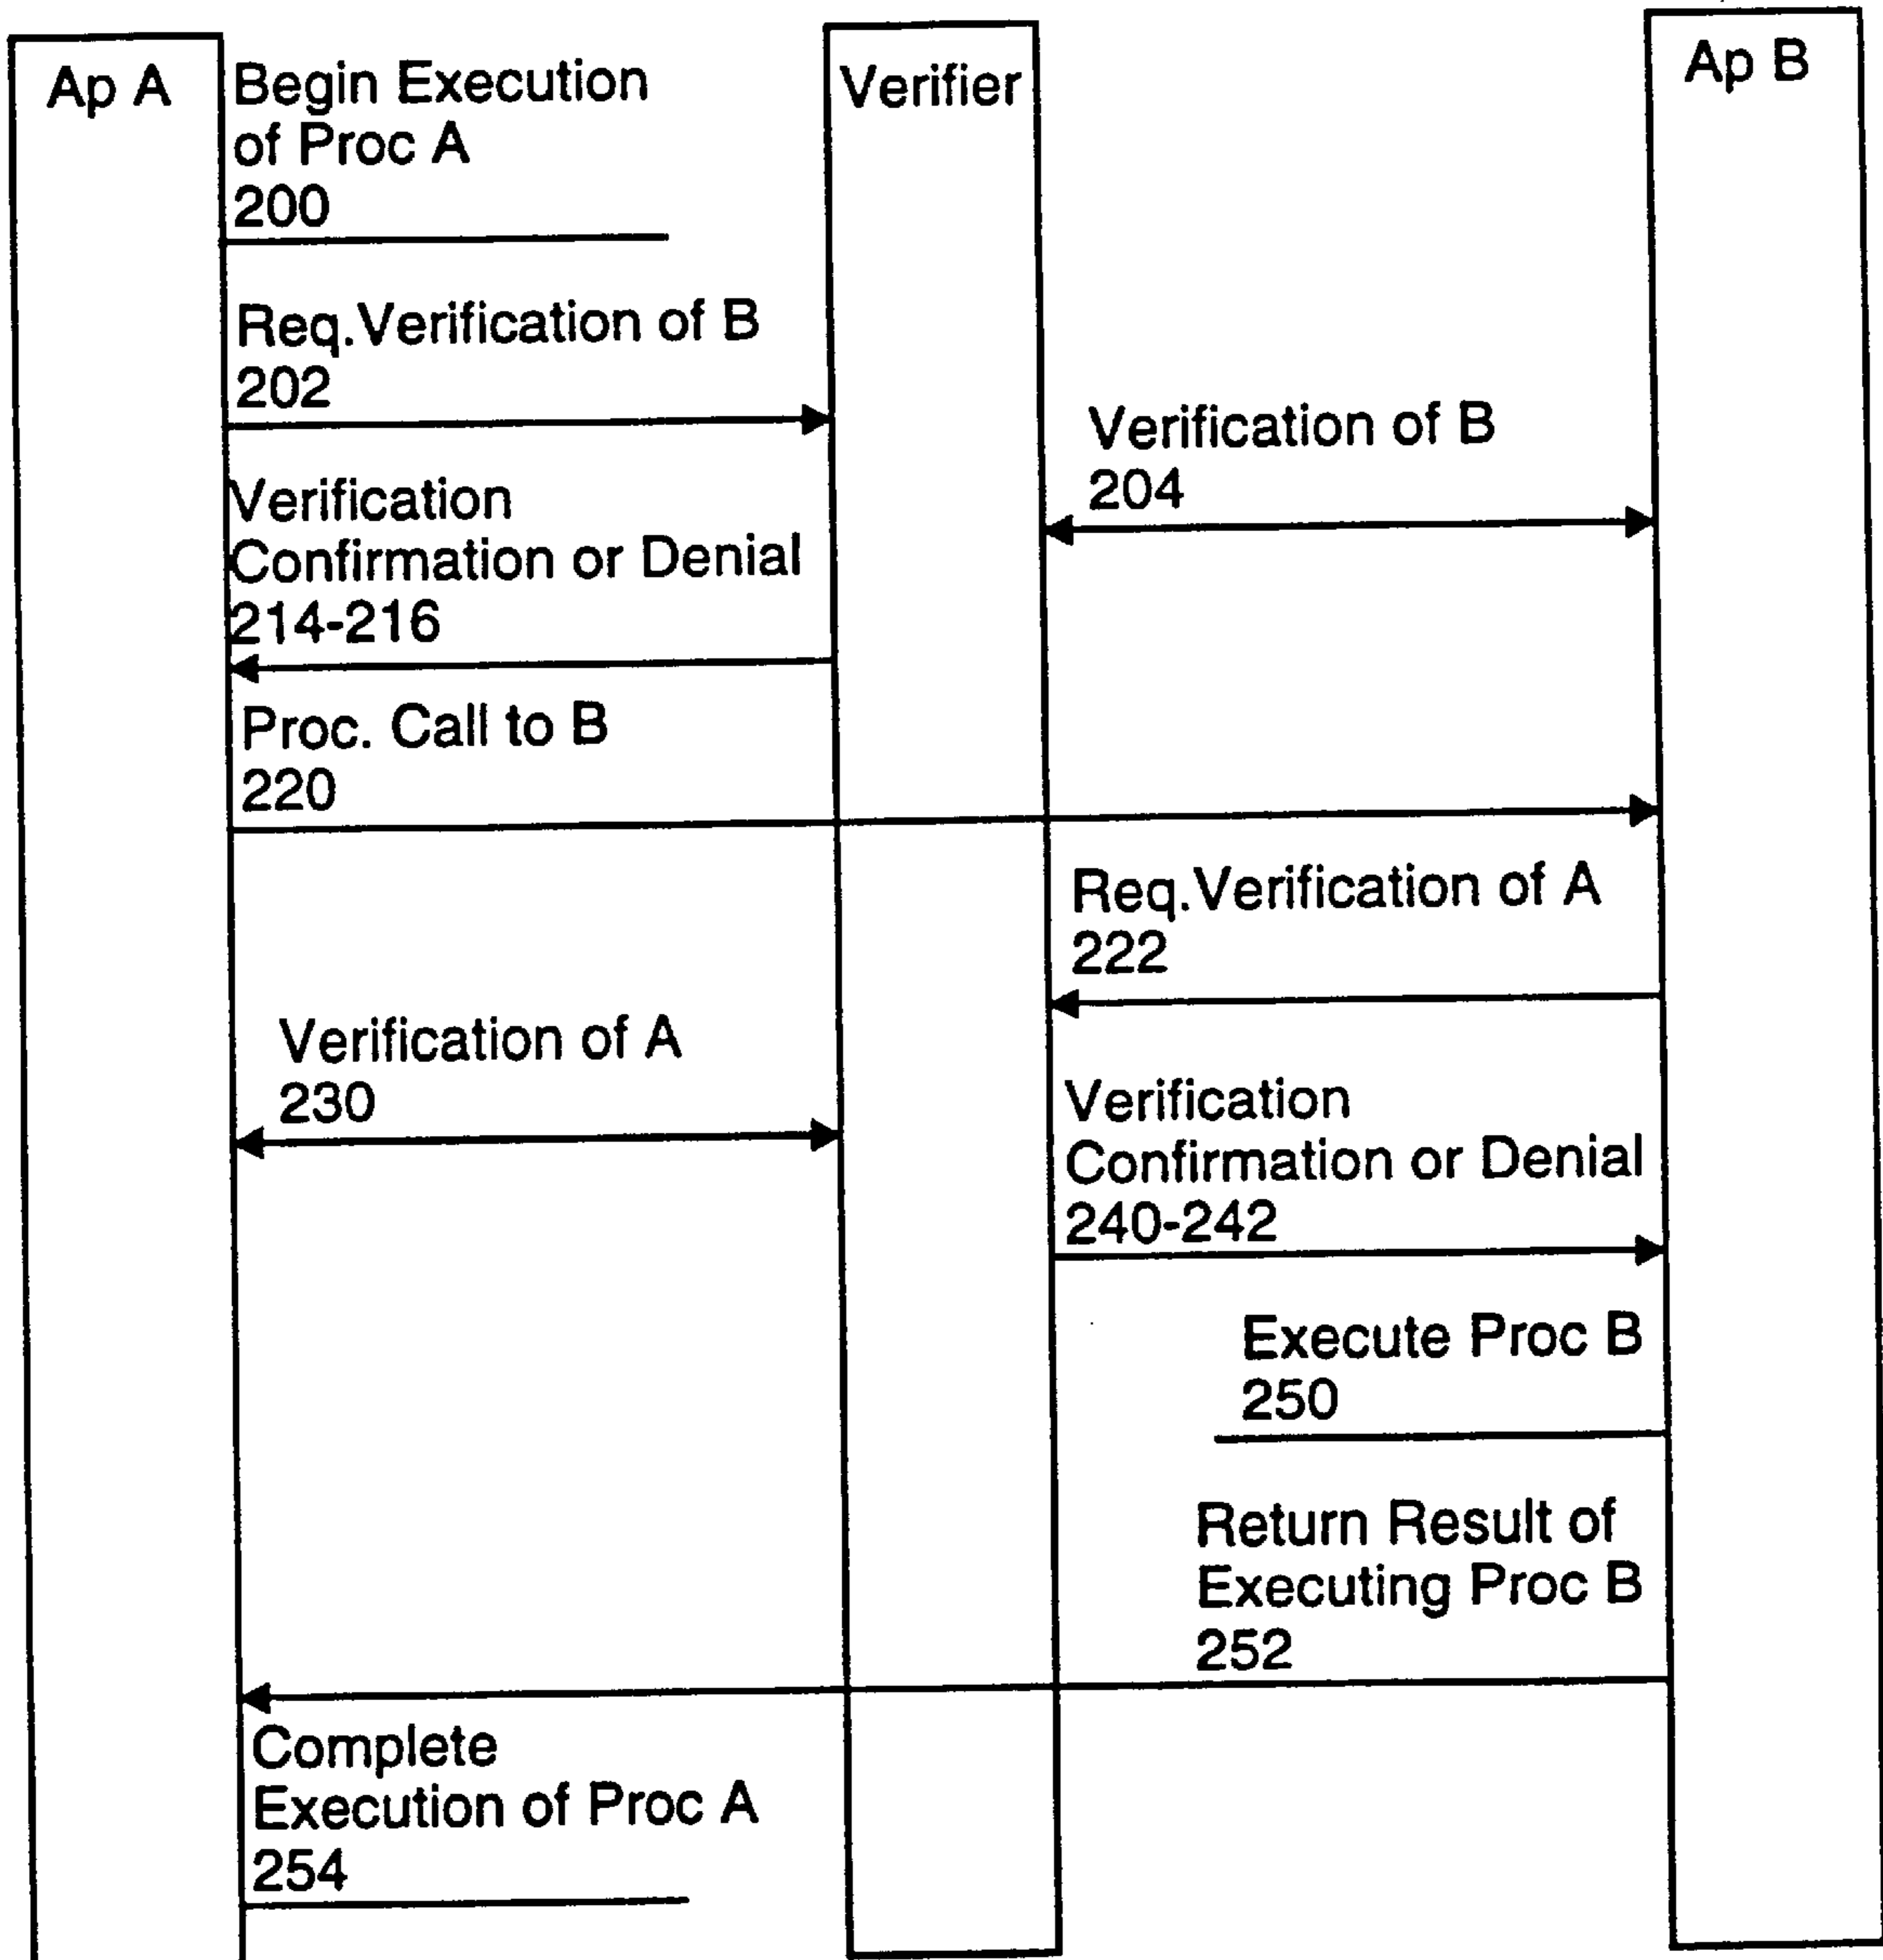 Ap A
Verifier
Ap B
Begin Execution
of Proc A
200
Req.Verification of B
202
Verification of B
204
Verification
Confirmation or Denial
214-216
Proc. Call to B
220
Req.Verification of A
222
Verification of A
230
Verification
Confirmation or Denial
240-242
Execute Proc B
250
Return Result of
Executing Proc B
252
Complete
Execution of Proc A
254